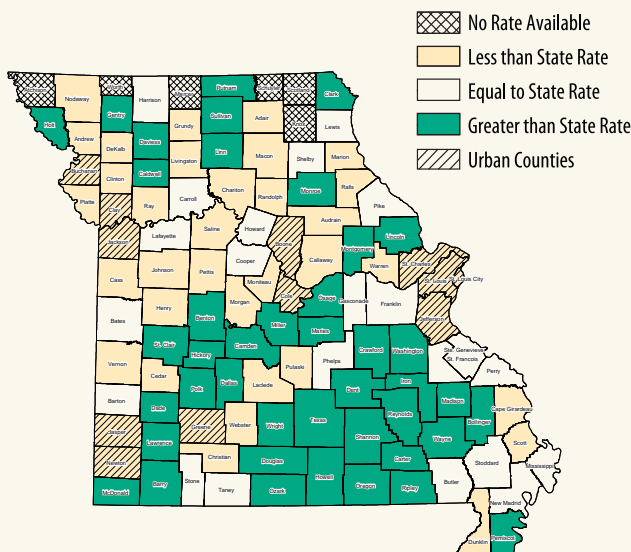 No Rate Available
Less than State Rate
Equal to State Rate
Greater than State Rate
Urban Counties
Nodaway
Harrison
Putnam
Clark
Holt
Gentry
Sullivan
Adair
Lewis
Andrew
DeKalb
Daviess
Grundy
Linn
Macon
Shelby
Marion
Buchanan
Clinton
Caldwell
Livingston
Chariton
Randolph
Monroe
Ralls
Platte
Clay
Ray
Carroll
Pike
Jackson
Lafayette
Saline
Howard
Boone
Audrain
Lincoln
Cooper
Callaway
Montgomery
Warren
St. Charles
St. Louis
St. Louis City
Cass
Johnson
Pettis
Moniteau
Cole
Osage
Gasconade
Franklin
Jefferson
Bates
Henry
Benton
Morgan
Miller
Maries
St. Clair
Hickory
Camden
Phelps
Crawford
Washington
Ste. Genevieve
St. Francois
Perry
Vernon
Cedar
Polk
Dallas
Laclede
Pulaski
Dent
Iron
Madison
Bollinger
Cape Girardeau
Barton
Dade
Greene
Webster
Wright
Texas
Shannon
Reynolds
Wayne
Scott
Jasper
Lawrence
Christian
Douglas
Howell
Carter
Stoddard
Mississippi
Newton
McDonald
Barry
Stone
Taney
Ozark
Oregon
Ripley
Butler
New Madrid
Dunklin
Pemiscot